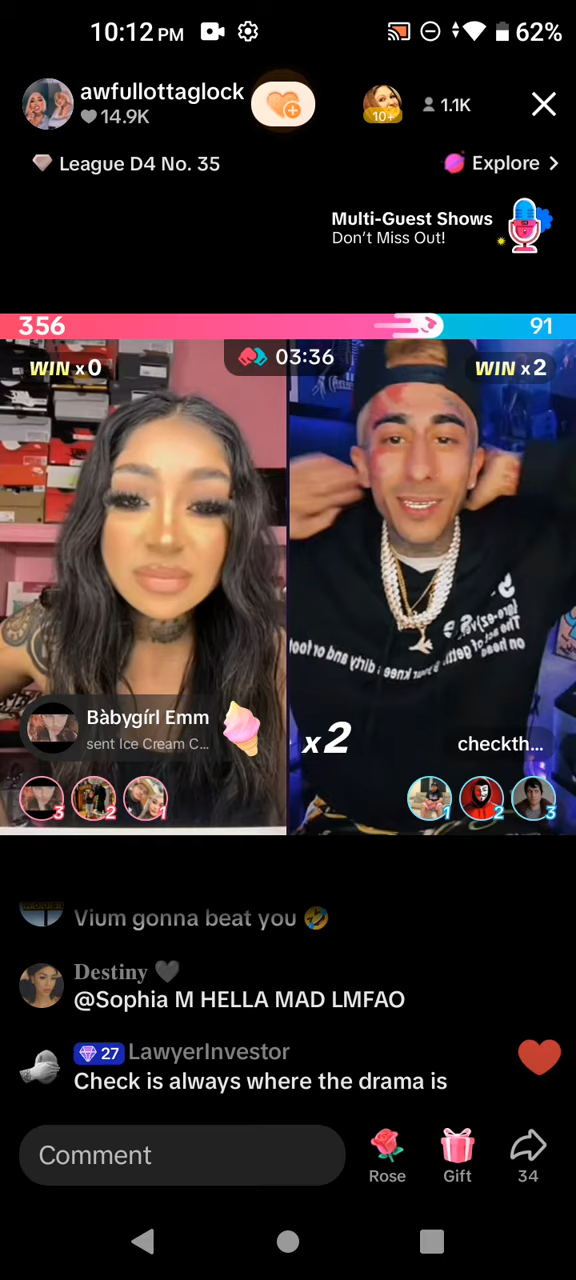 10:12 PM
62%
awfullottaglock
14.9K
10+
1.1K
League D4 No. 35
Explore >
Multi-Guest Shows
Don't Miss Out!
356
91
WIN x0
03:36
WIN x2
Bàbygírl Emm
sent Ice Cream C...
x2
checkth...
3
2
1
1
2
3
Vium gonna beat you 🤣
Destiny 🖤
@Sophia M HELLA MAD LMFAO
27 LawyerInvestor
Check is always where the drama is
Comment
Rose
Gift
34